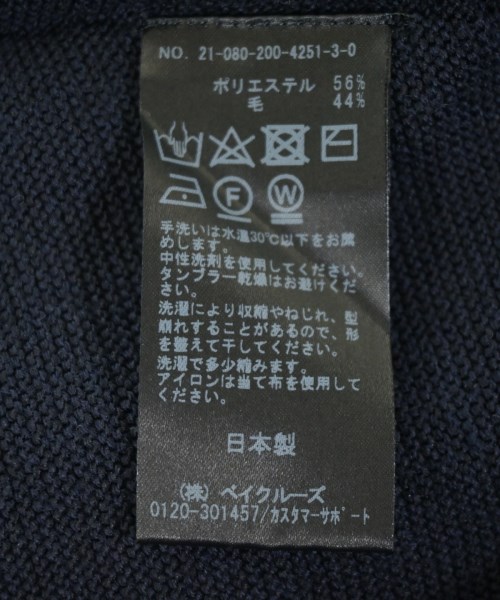 NO. 21-080-200-4251-3-0
ポリエステル 56%
毛 44%
F W
手洗いは水温30℃以下をお薦
めします。
中性洗剤を使用してください。
タンブラー乾燥はお避けくだ
さい。
洗濯により収縮やねじれ、型
崩れすることがあるので、形
を整えて干してください。
洗濯で多少縮みます。
アイロンは当て布を使用して
ください。
日本製
(株) ベイクルーズ
0120-301457/カスタマーサポート